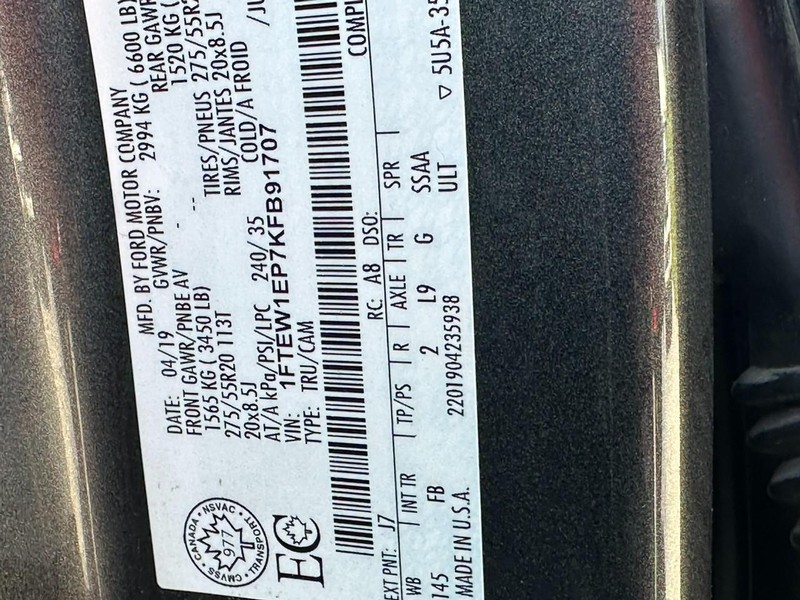 MFD. BY FORD MOTOR COMPANY
DATE: 04/19 GVWR/PNBV: 2994 KG ( 6600 LB)
FRONT GAWR/PNBE AV - REAR GAWR
1565 KG ( 3450 LB) -- 1520 KG (
275/55R20 113T TIRES/PNEUS 275/55R2
20x8.5J RIMS/JANTES 20x8.5J
AT/A kPa/PSI/LPC 240/ 35 COLD/A FROID
VIN: 1FTEW1EP7KFB91707
TYPE: TRU/CAM
CANADA • NSVAC • TRANSPORT • CMVSS •
977
EC
EXT PNT: J7 RC: A8 DSO:
WB INT TR TP/PS R AXLE TR SPR
145 FB 2 L9 G SSAA
MADE IN U.S.A. 2201904235938 ULT
▽ 5U5A-35